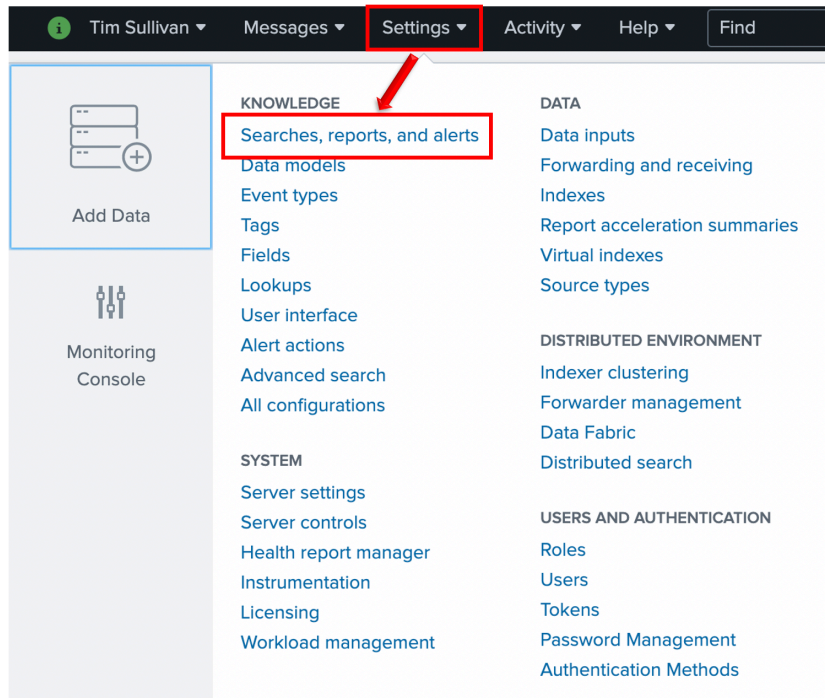 i Tim Sullivan Messages Settings Activity Help Find
Add Data
Monitoring
Console
KNOWLEDGE
Searches, reports, and alerts
Data models
Event types
Tags
Fields
Lookups
User interface
Alert actions
Advanced search
All configurations
SYSTEM
Server settings
Server controls
Health report manager
Instrumentation
Licensing
Workload management
DATA
Data inputs
Forwarding and receiving
Indexes
Report acceleration summaries
Virtual indexes
Source types
DISTRIBUTED ENVIRONMENT
Indexer clustering
Forwarder management
Data Fabric
Distributed search
USERS AND AUTHENTICATION
Roles
Users
Tokens
Password Management
Authentication Methods